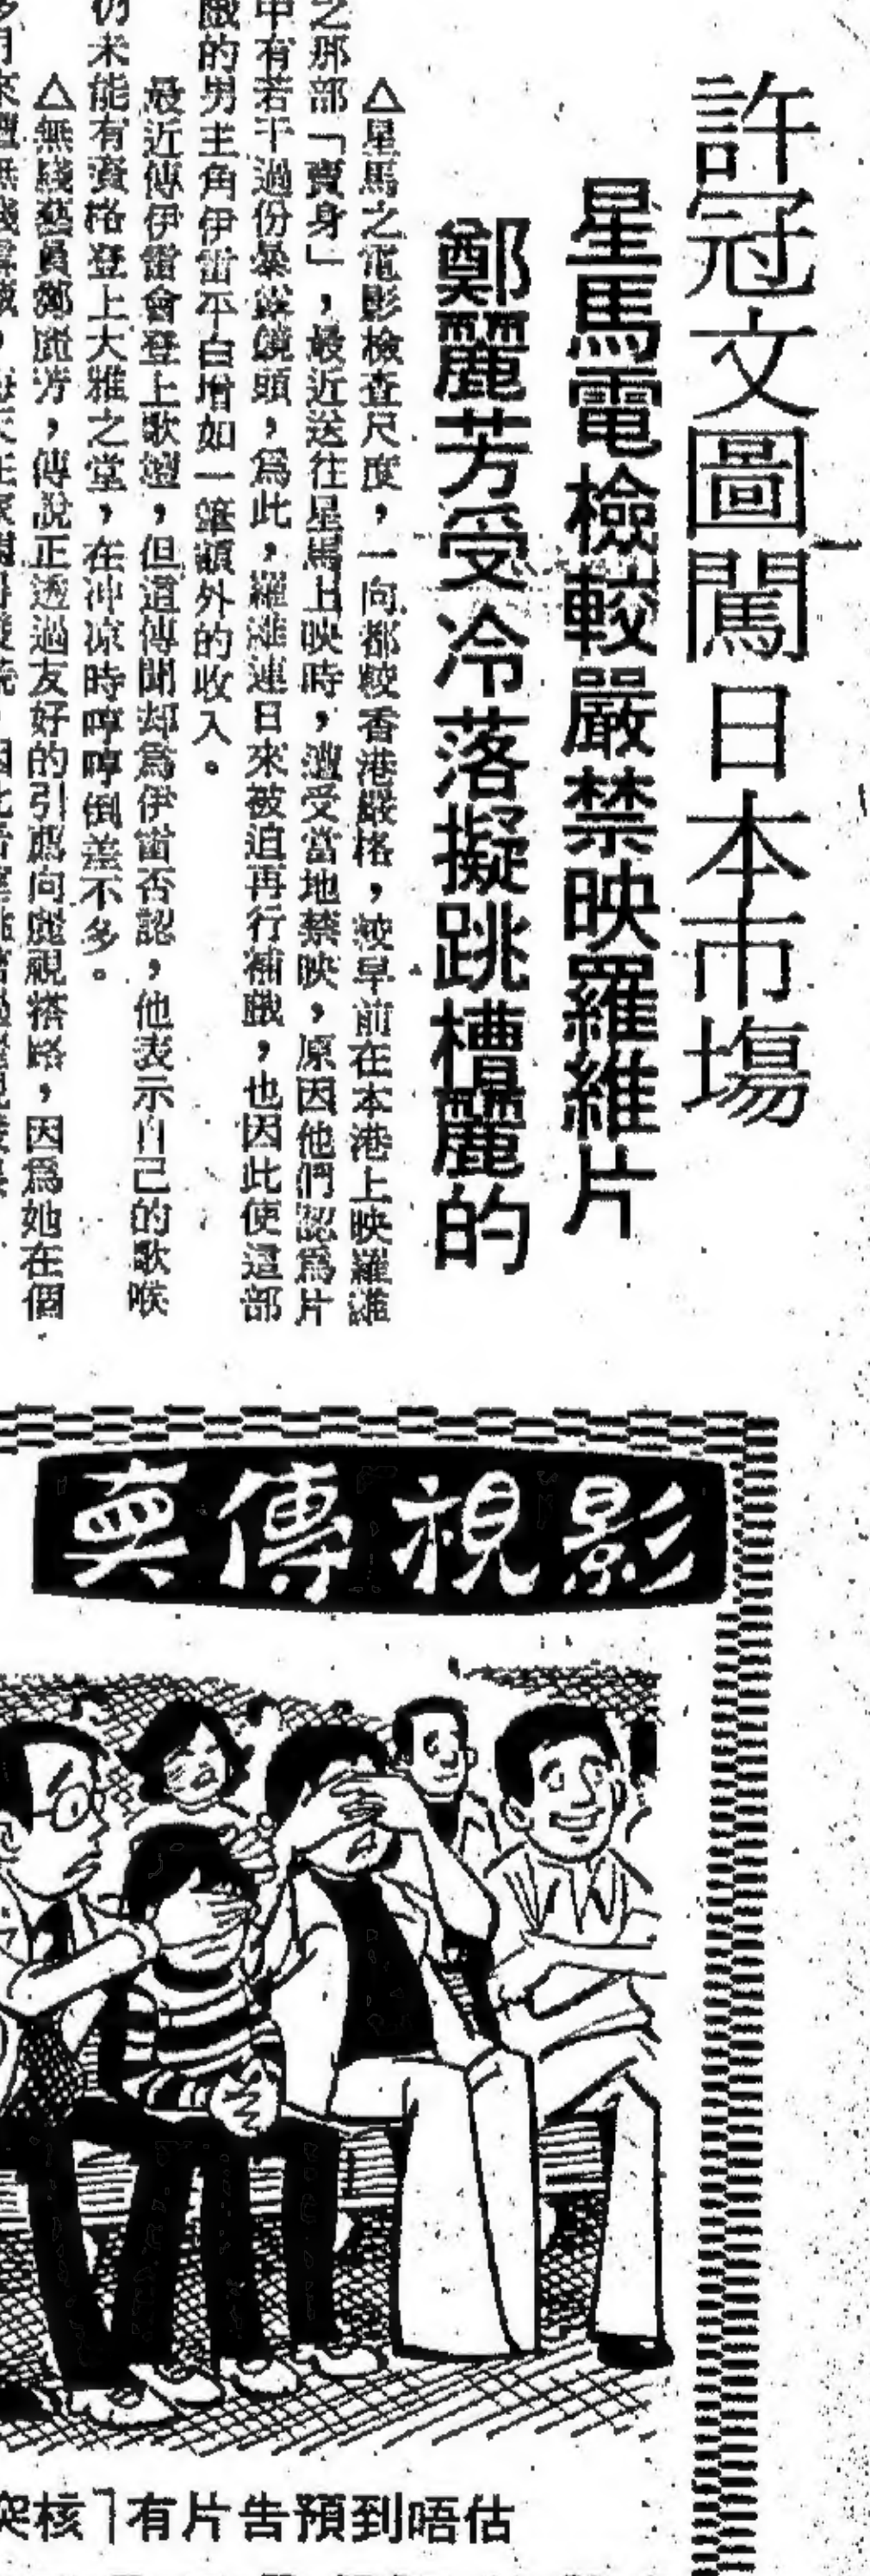 許冠文圖闖日本市塲
星馬電檢較嚴禁映羅維片
鄭麗芳受冷落擬跳槽麗的
△星馬之電影檢查尺度，一向都較香港嚴格，較早前在本港上映羅維
之那部「賣身」，最近送往星馬上映時，遭受當地禁映，原因他們認爲片
中有若干過份暴露鏡頭，爲此，羅維連日來被迫再行補戲，也因此使這部
戲的男主角伊雷平白增加一筆額外的收入。
最近傳伊雷會登上歌壇，但這傳聞却爲伊雷否認，他表示自己的歌喉
仍未能有資格登上大雅之堂，在冲凉時哼哼倒差不多。
△無綫藝員鄭麗芳，傳說正透過友好的引薦向麗視搭路，因爲她在個
影視傳眞
估唔到預告片有「核突